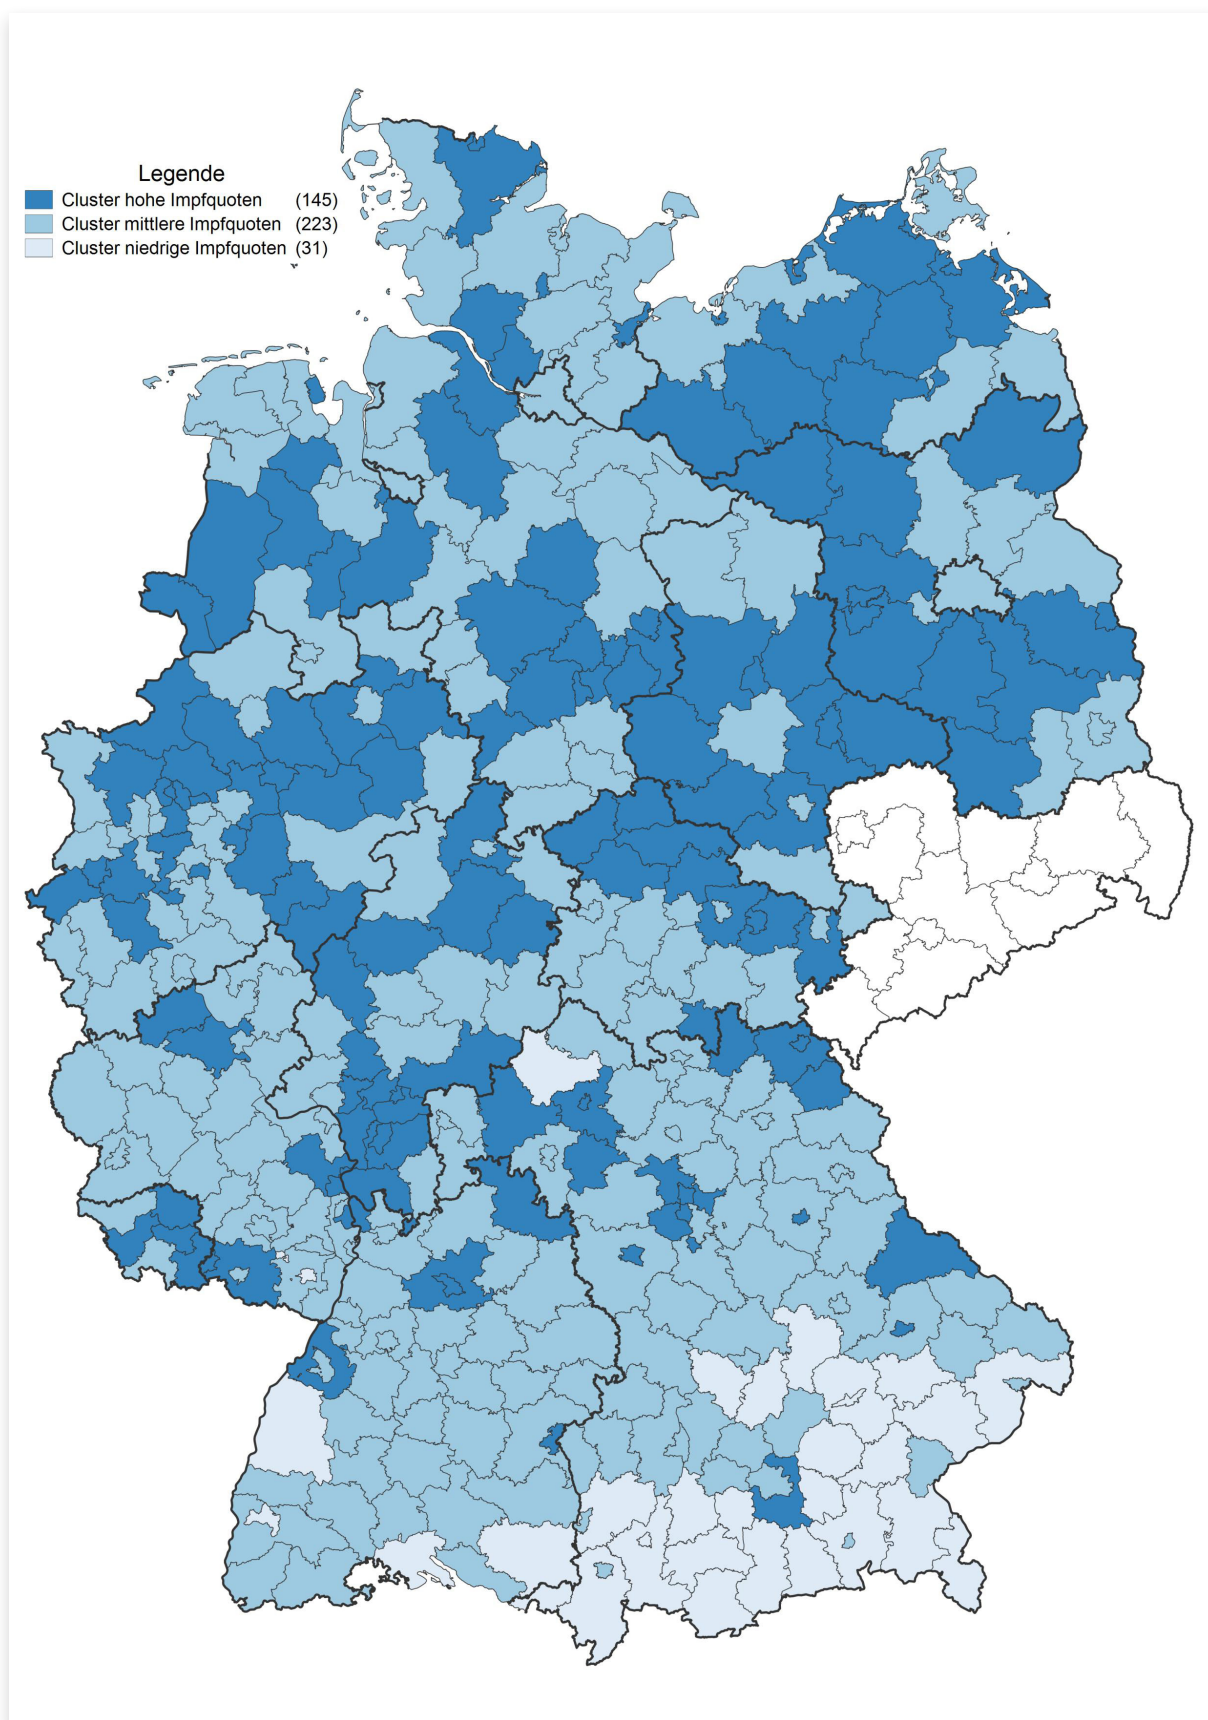 Legende
Cluster hohe Impfquoten (145)
Cluster mittlere Impfquoten (223)
Cluster niedrige Impfquoten (31)